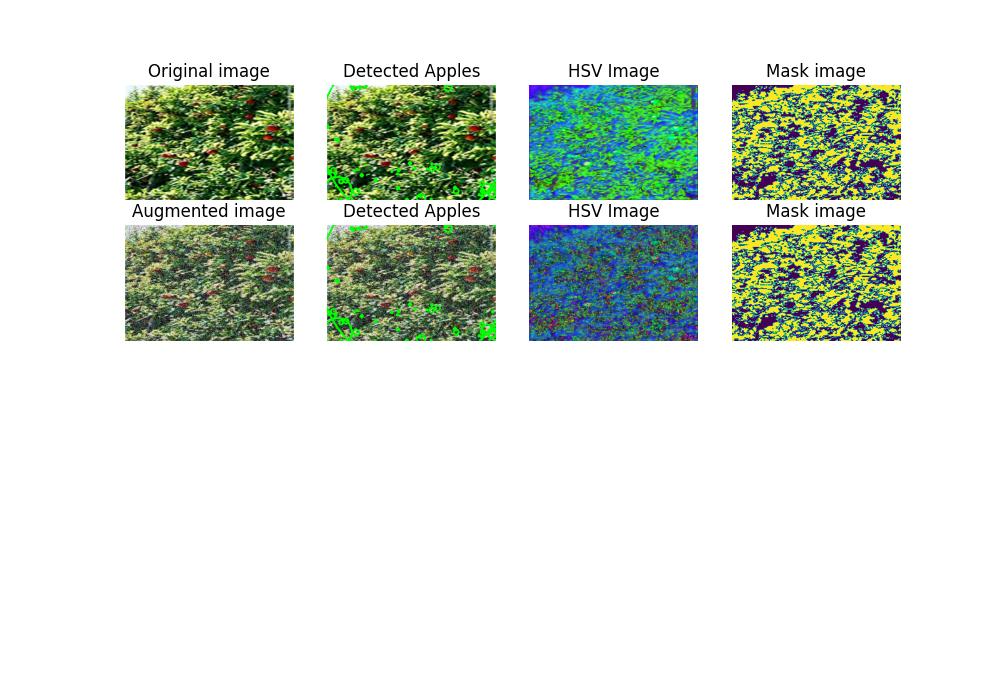 Original image
Detected Apples
HSV Image
Mask image
Augmented image
Detected Apples
HSV Image
Mask image